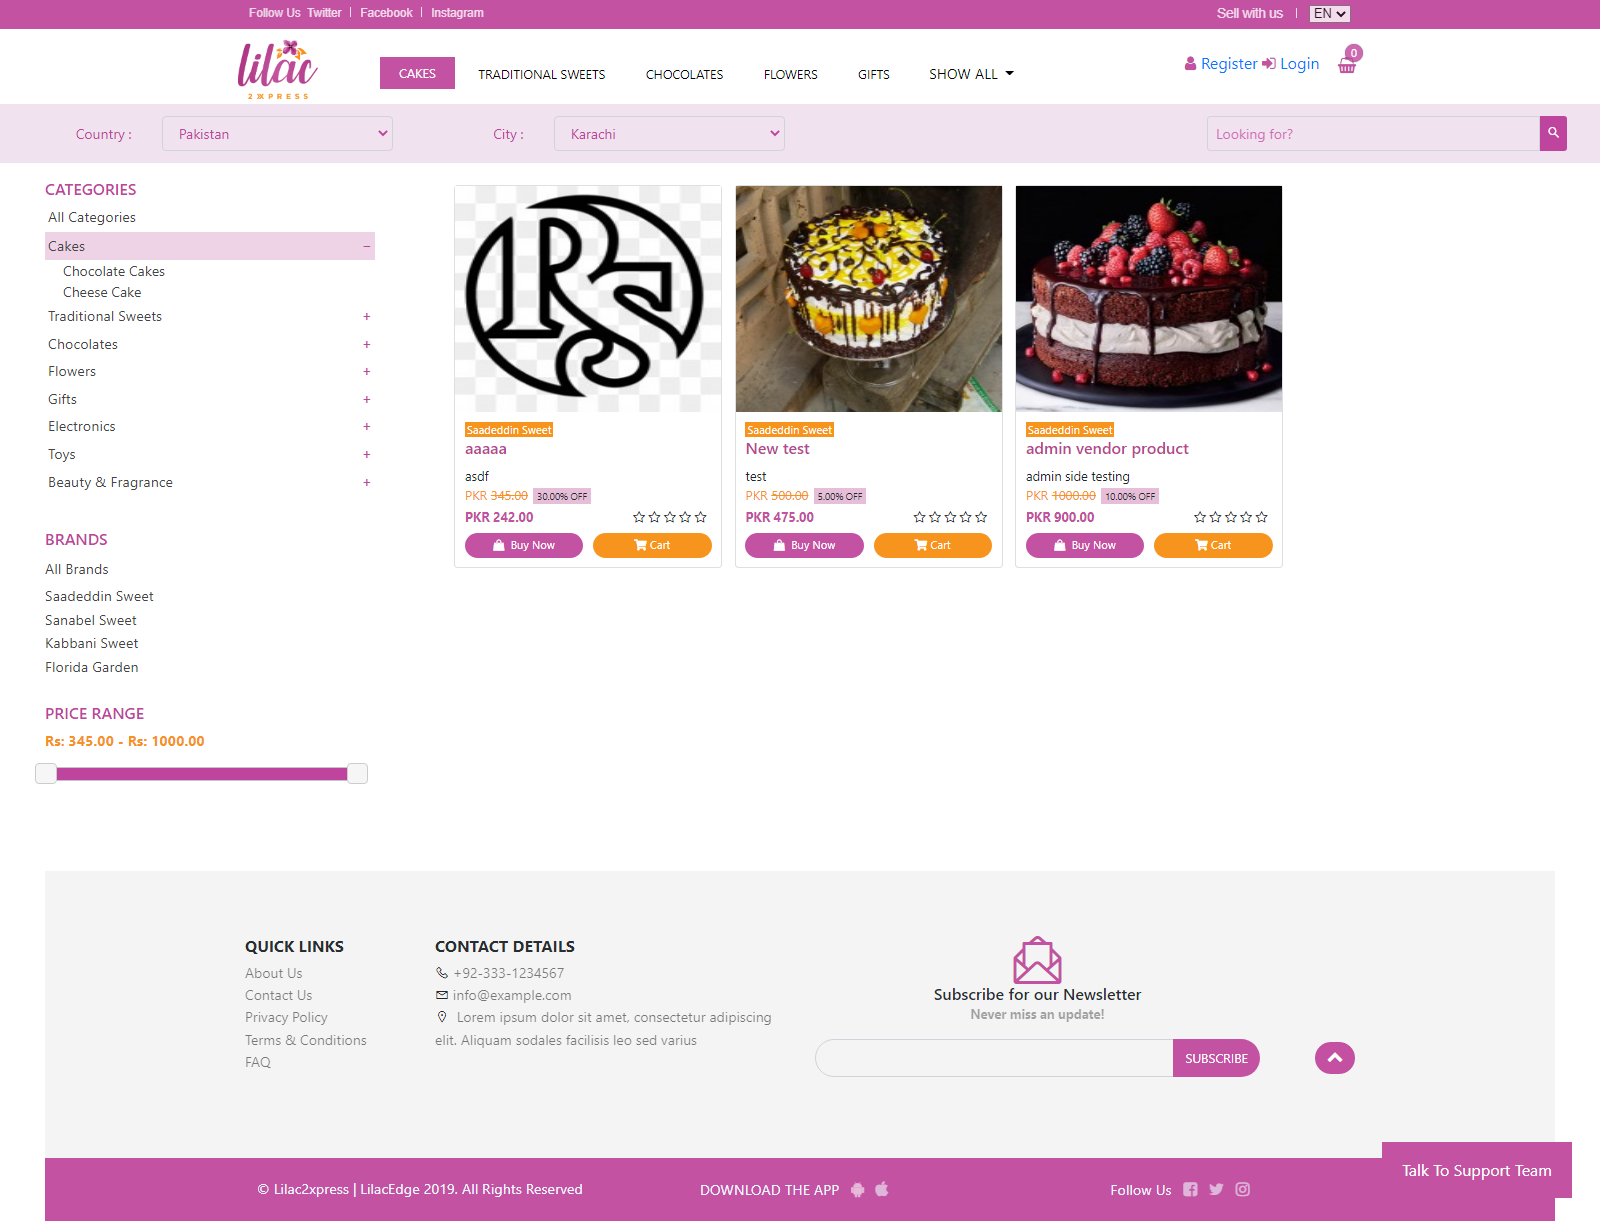 Follow Us Twitter | Facebook | Instagram
Sell with us | EN
lilac
2 XPRESS
CAKES
TRADITIONAL SWEETS
CHOCOLATES
FLOWERS
GIFTS
SHOW ALL
Register Login
0
Country :
Pakistan
City :
Karachi
Looking for?
CATEGORIES
All Categories
Cakes −
Chocolate Cakes
Cheese Cake
Traditional Sweets +
Chocolates +
Flowers +
Gifts +
Electronics +
Toys +
Beauty & Fragrance +
BRANDS
All Brands
Saadeddin Sweet
Sanabel Sweet
Kabbani Sweet
Florida Garden
PRICE RANGE
Rs: 345.00 - Rs: 1000.00
RS
Saadeddin Sweet
aaaaa
asdf
PKR 345.00 30.00% OFF
PKR 242.00
Buy Now
Cart
Saadeddin Sweet
New test
test
PKR 500.00 5.00% OFF
PKR 475.00
Buy Now
Cart
Saadeddin Sweet
admin vendor product
admin side testing
PKR 1000.00 10.00% OFF
PKR 900.00
Buy Now
Cart
QUICK LINKS
About Us
Contact Us
Privacy Policy
Terms & Conditions
FAQ
CONTACT DETAILS
+92-333-1234567
info@example.com
Lorem ipsum dolor sit amet, consectetur adipiscing
elit. Aliquam sodales facilisis leo sed varius
Subscribe for our Newsletter
Never miss an update!
SUBSCRIBE
Talk To Support Team
© Lilac2xpress | LilacEdge 2019. All Rights Reserved
DOWNLOAD THE APP
Follow Us